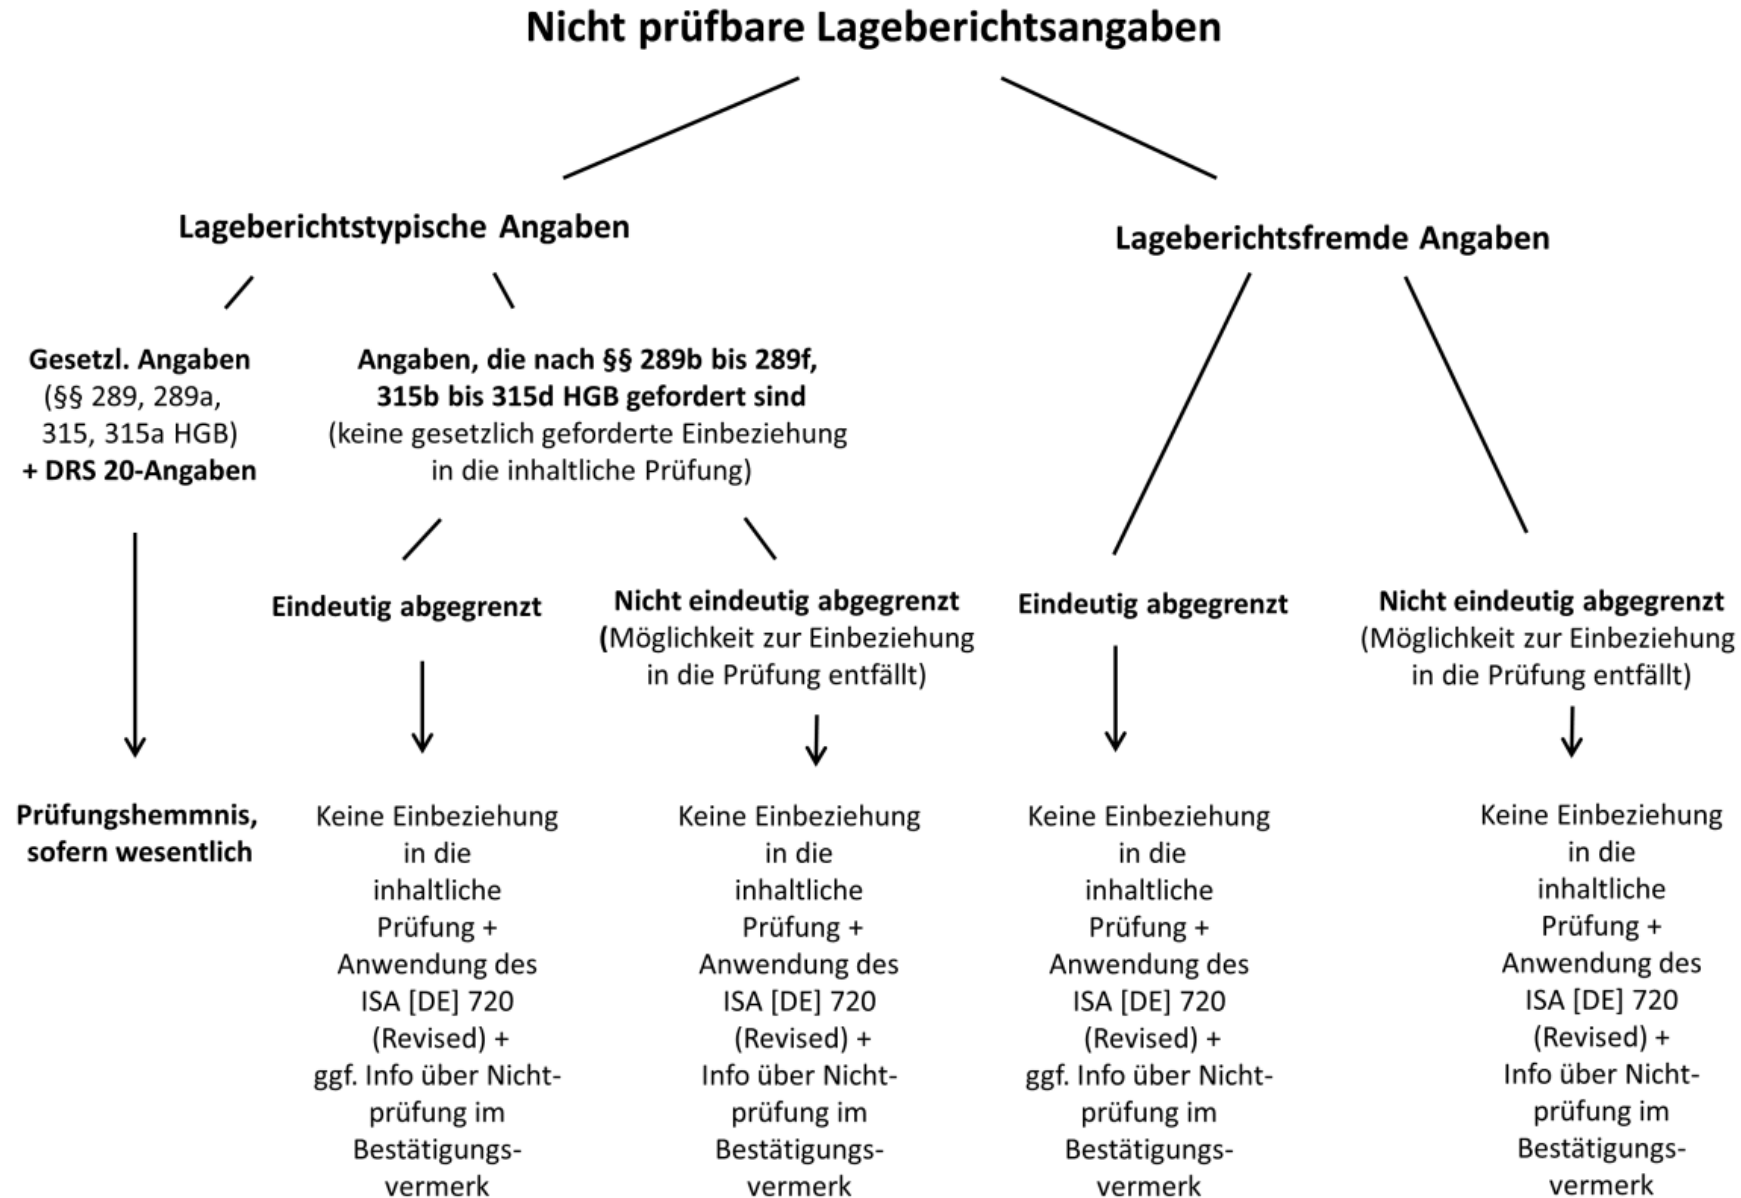 Nicht prüfbare Lageberichtsangaben
Lageberichtstypische Angaben
Lageberichtsfremde Angaben
Gesetzl. Angaben
(§§ 289, 289a,
315, 315a HGB)
+ DRS 20-Angaben
Angaben, die nach §§ 289b bis 289f,
315b bis 315d HGB gefordert sind
(keine gesetzlich geforderte Einbeziehung
in die inhaltliche Prüfung)
Eindeutig abgegrenzt
Nicht eindeutig abgegrenzt
(Möglichkeit zur Einbeziehung
in die Prüfung entfällt)
Eindeutig abgegrenzt
Nicht eindeutig abgegrenzt
(Möglichkeit zur Einbeziehung
in die Prüfung entfällt)
Prüfungshemmnis,
sofern wesentlich
Keine Einbeziehung
in die
inhaltliche
Prüfung +
Anwendung des
ISA [DE] 720
(Revised) +
ggf. Info über Nicht-
prüfung im
Bestätigungs-
vermerk
Keine Einbeziehung
in die
inhaltliche
Prüfung +
Anwendung des
ISA [DE] 720
(Revised) +
Info über Nicht-
prüfung im
Bestätigungs-
vermerk
Keine Einbeziehung
in die
inhaltliche
Prüfung +
Anwendung des
ISA [DE] 720
(Revised) +
ggf. Info über Nicht-
prüfung im
Bestätigungs-
vermerk
Keine Einbeziehung
in die
inhaltliche
Prüfung +
Anwendung des
ISA [DE] 720
(Revised) +
Info über Nicht-
prüfung im
Bestätigungs-
vermerk